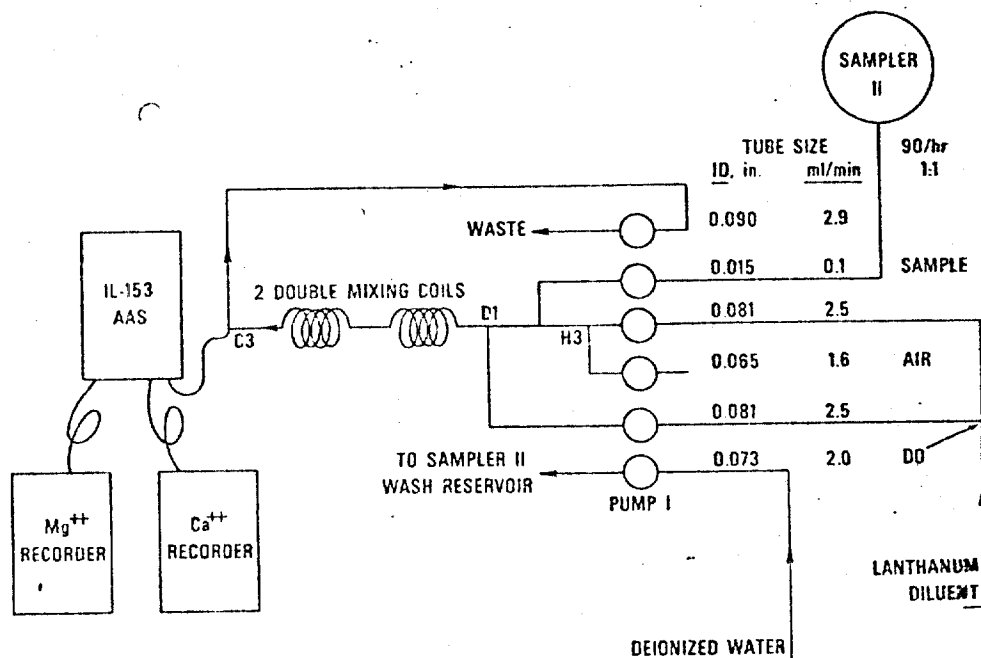 SAMPLER
II
TUBE SIZE
ID, in.
ml/min
90/hr
1:1
WASTE
0.090 2.9
0.015 0.1 SAMPLE
IL-153
AAS
2 DOUBLE MIXING COILS
D1
0.081 2.5
C3
H3
0.065 1.6 AIR
0.081 2.5
TO SAMPLER II
WASH RESERVOIR
0.073 2.0 DO
PUMP I
Mg++
RECORDER
Ca++
RECORDER
LANTHANUM
DILUENT
DEIONIZED WATER